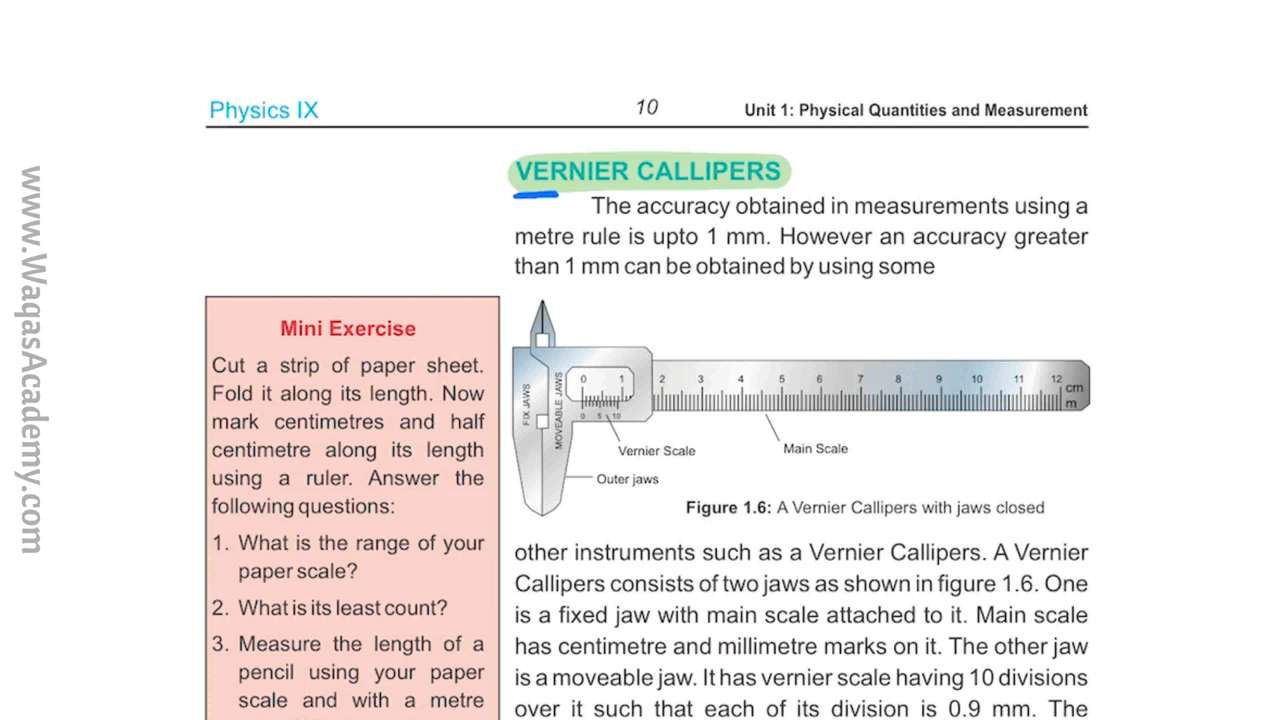 www.WaqasAcademy.com
Physics IX
10
Unit 1: Physical Quantities and Measurement
VERNIER CALLIPERS
The accuracy obtained in measurements using a
metre rule is upto 1 mm. However an accuracy greater
than 1 mm can be obtained by using some
Mini Exercise
Cut a strip of paper sheet.
Fold it along its length. Now
mark centimetres and half
centimetre along its length
using a ruler. Answer the
following questions:
1. What is the range of your
paper scale?
2. What is its least count?
3. Measure the length of a
pencil using your paper
scale and with a metre
FIX JAWS
MOVEABLE JAWS
0 1 2 3 4 5 6 7 8 9 10 11 12 cm
m
0 5 10
Vernier Scale
Main Scale
Outer jaws
Figure 1.6: A Vernier Callipers with jaws closed
other instruments such as a Vernier Callipers. A Vernier
Callipers consists of two jaws as shown in figure 1.6. One
is a fixed jaw with main scale attached to it. Main scale
has centimetre and millimetre marks on it. The other jaw
is a moveable jaw. It has vernier scale having 10 divisions
over it such that each of its division is 0.9 mm. The